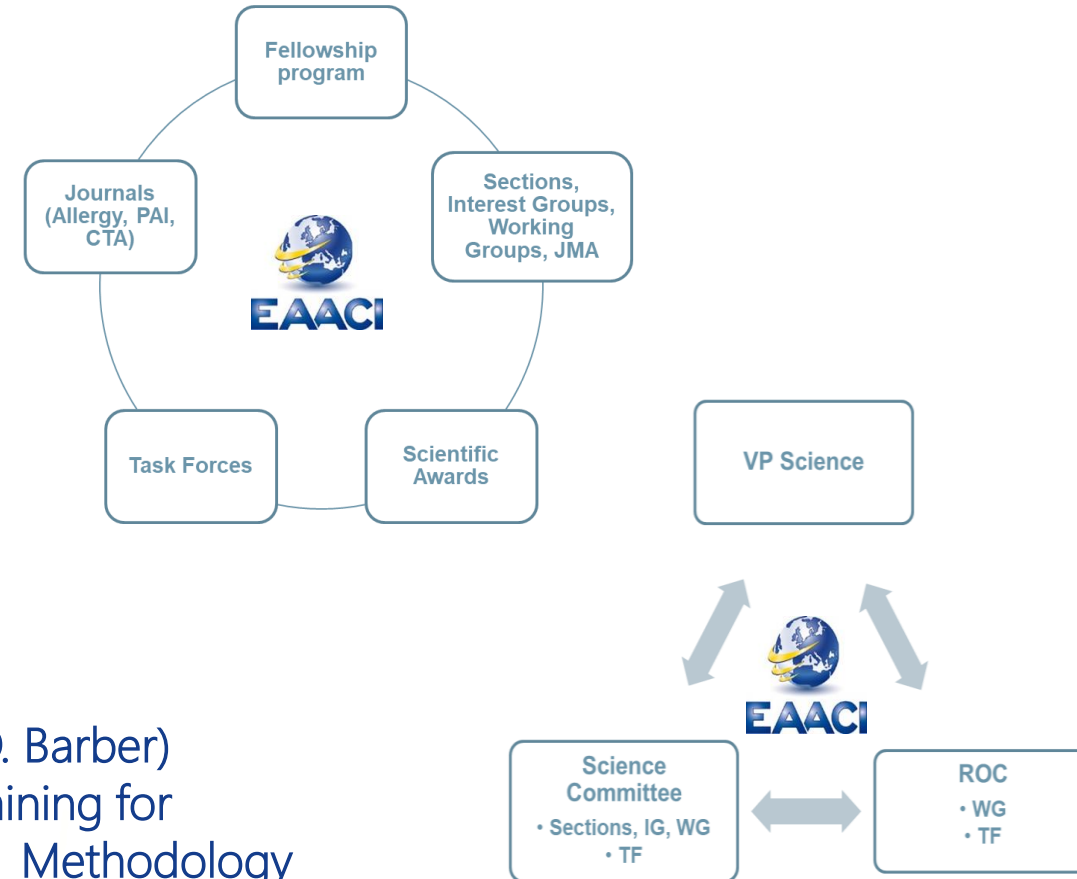 Fellowship
program
Journals
(Allergy, PAI,
CTA)
Sections,
Interest Groups,
Working
Groups, JMA
EAACI
Task Forces
Scientific
Awards
VP Science
EAACI
Science
Committee
• Sections, IG, WG
• TF
ROC
• WG
• TF
. Barber)
ining for
Methodology